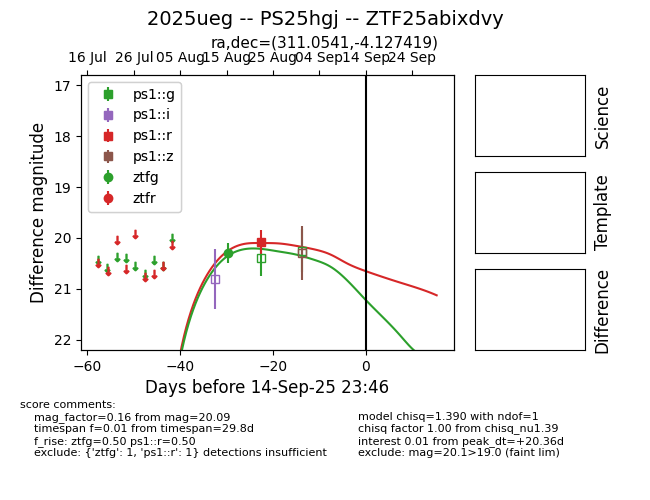 2025ueg -- PS25hgj -- ZTF25abixdvy
ra,dec=(311.0541,-4.127419)
16 Jul 26 Jul 05 Aug 15 Aug 25 Aug 04 Sep 14 Sep 24 Sep
17
18
19
20
21
22
Difference magnitude
ps1::g
ps1::i
ps1::r
ps1::z
ztfg
ztfr
−60 −40 −20 0
Days before 14-Sep-25 23:46
Science
Template
Difference
score comments:
mag_factor=0.16 from mag=20.09
timespan f=0.01 from timespan=29.8d
f_rise: ztfg=0.50 ps1::r=0.50
exclude: {'ztfg': 1, 'ps1::r': 1} detections insufficient
model chisq=1.390 with ndof=1
chisq factor 1.00 from chisq_nu1.39
interest 0.01 from peak_dt=+20.36d
exclude: mag=20.1>19.0 (faint lim)